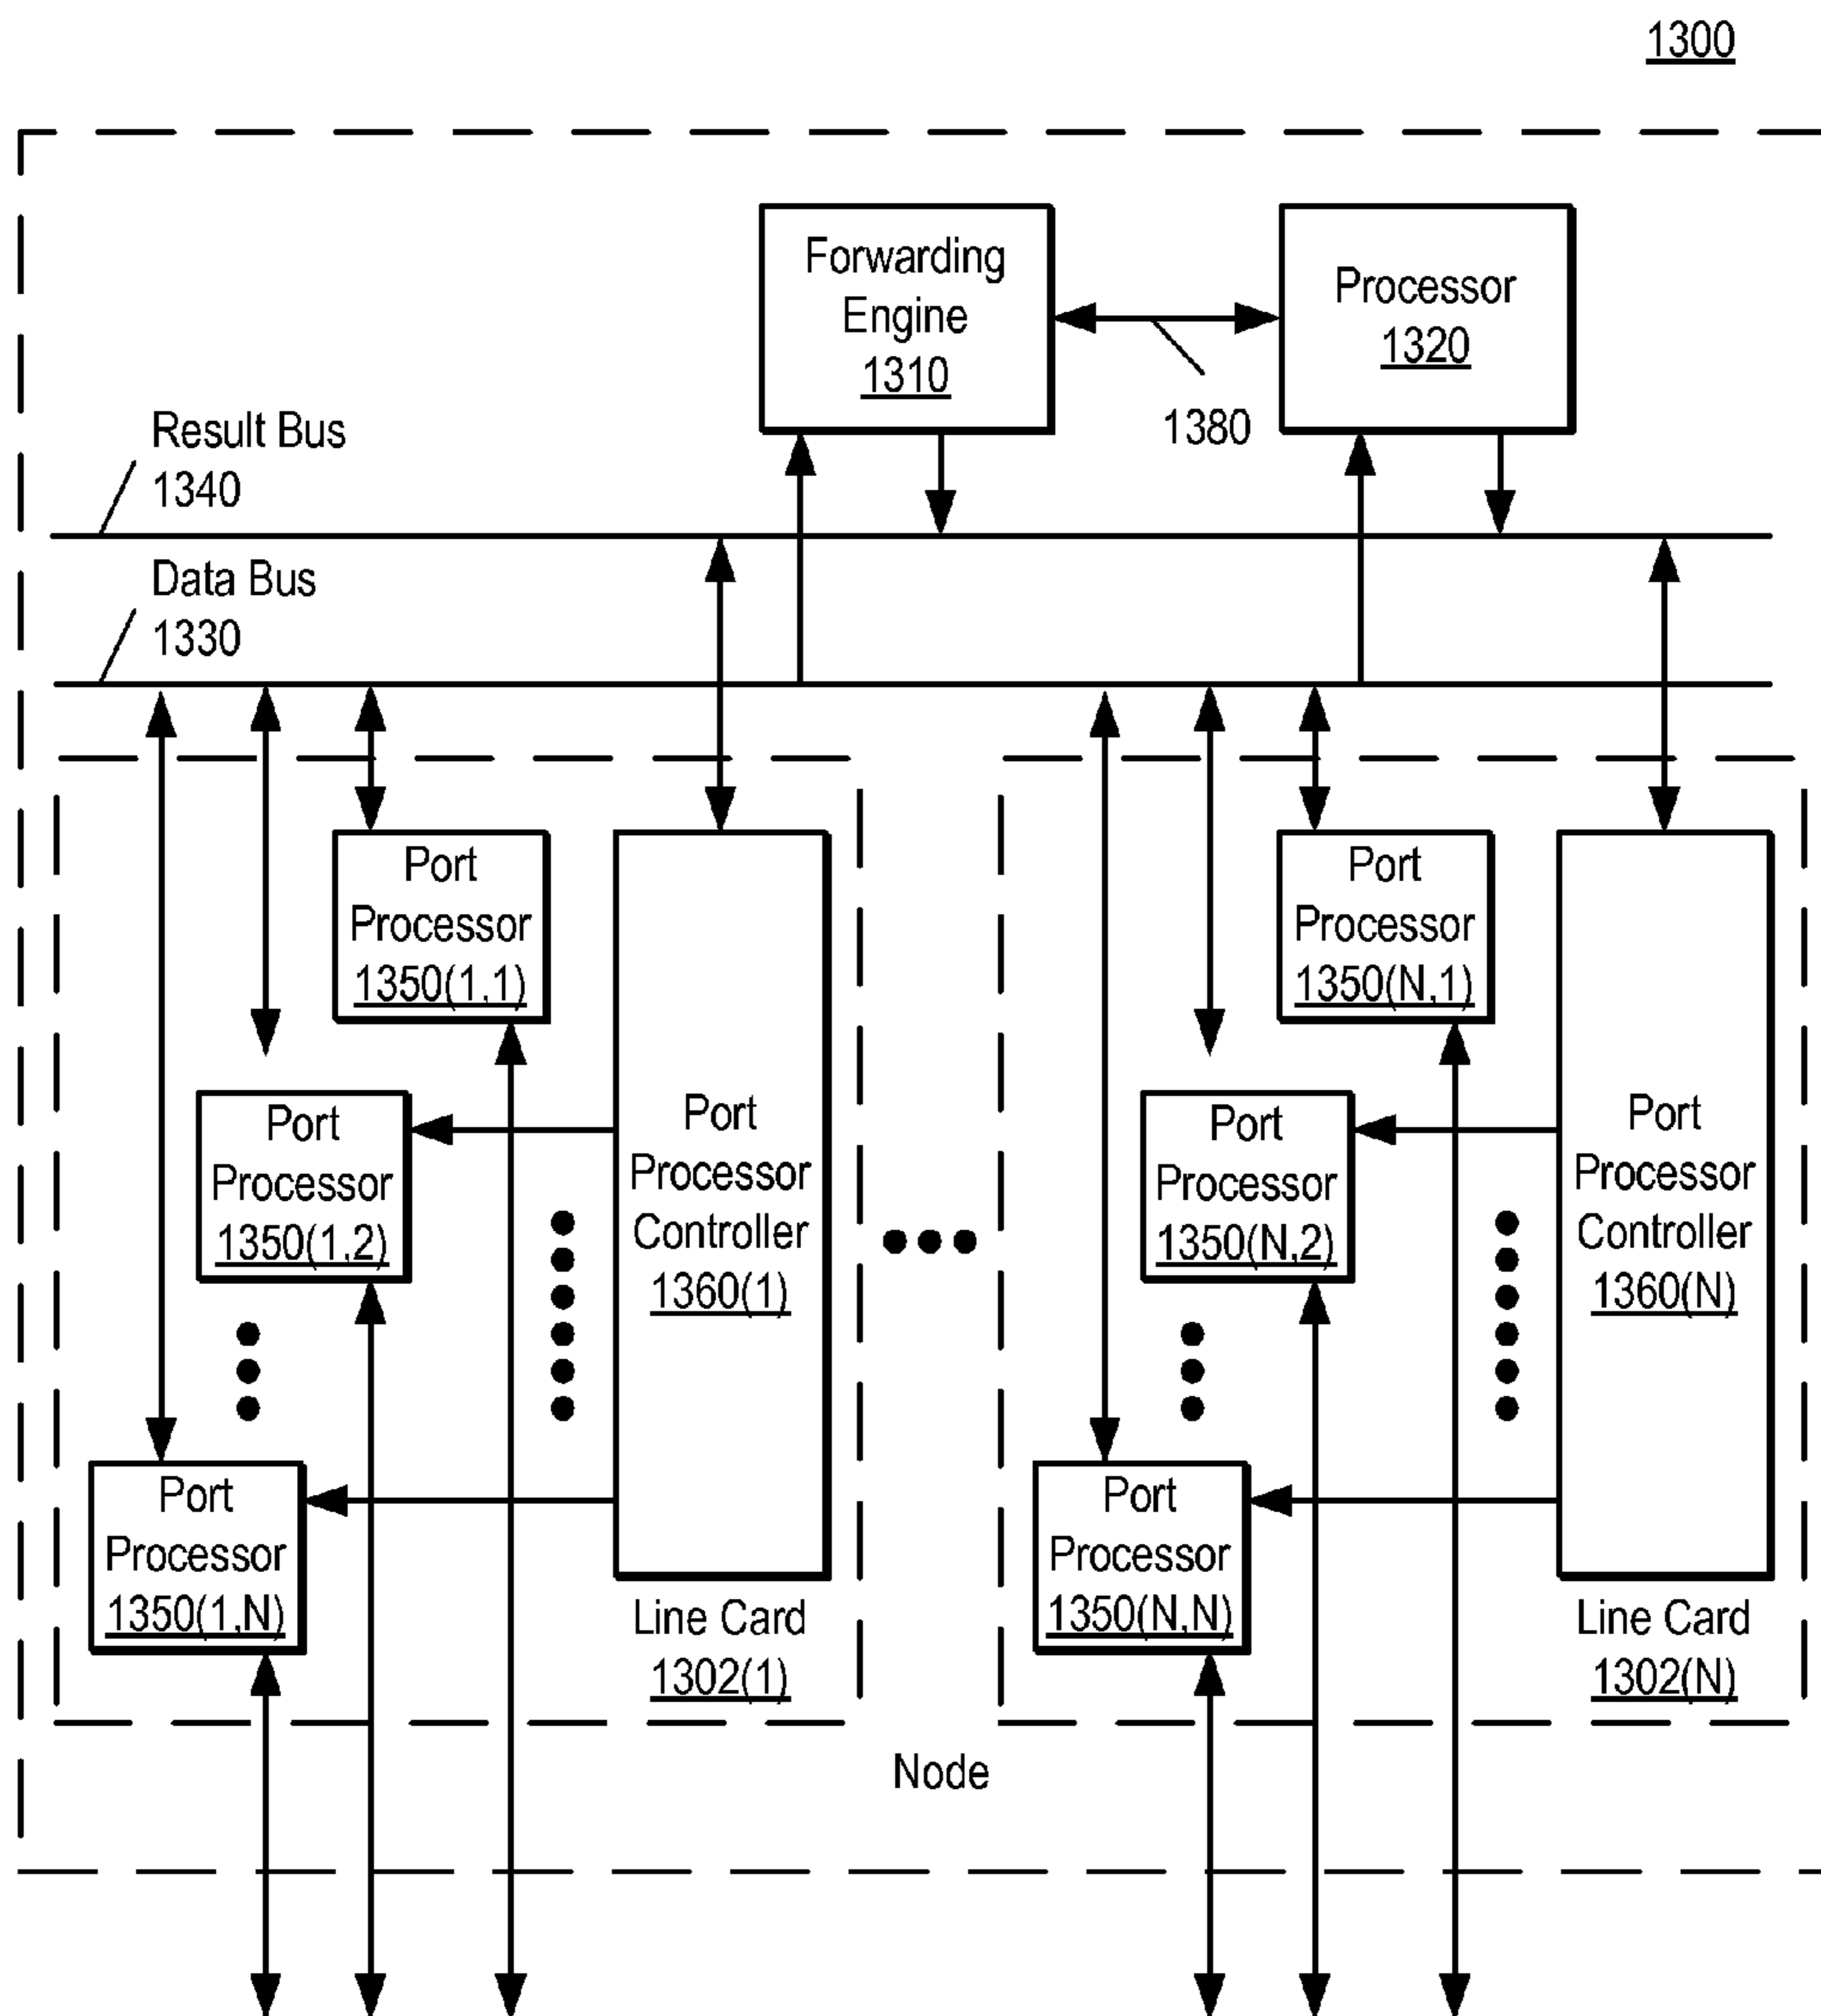 1300
Forwarding
Engine
1310
Processor
1320
1380
Result Bus
1340
Data Bus
1330
Port
Processor
1350(1,1)
Port
Processor
1350(1,2)
Port
Processor
1350(1,N)
Port
Processor
Controller
1360(1)
Line Card
1302(1)
Port
Processor
1350(N,1)
Port
Processor
1350(N,2)
Port
Processor
1350(N,N)
Port
Processor
Controller
1360(N)
Line Card
1302(N)
Node